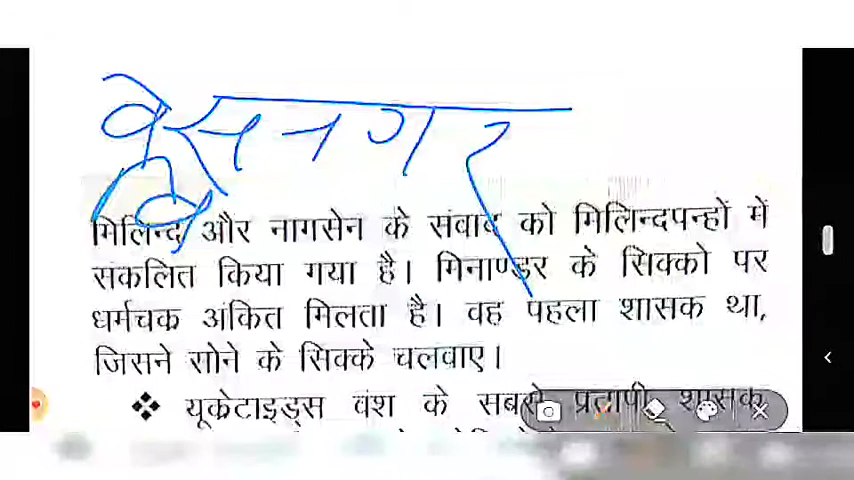 बेसनगर
मिलिन्द और नागसेन के संवाब को मिलिन्दपन्हों में
संकलित किया गया है। मिनाण्डर के सिक्को पर
धर्मचक्र अंकित मिलता है। वह पहला शासक था,
जिसने सोने के सिक्के चलवाए।
❖ यूकेटाइड्स वंश के सबसे प्रतापी शासक